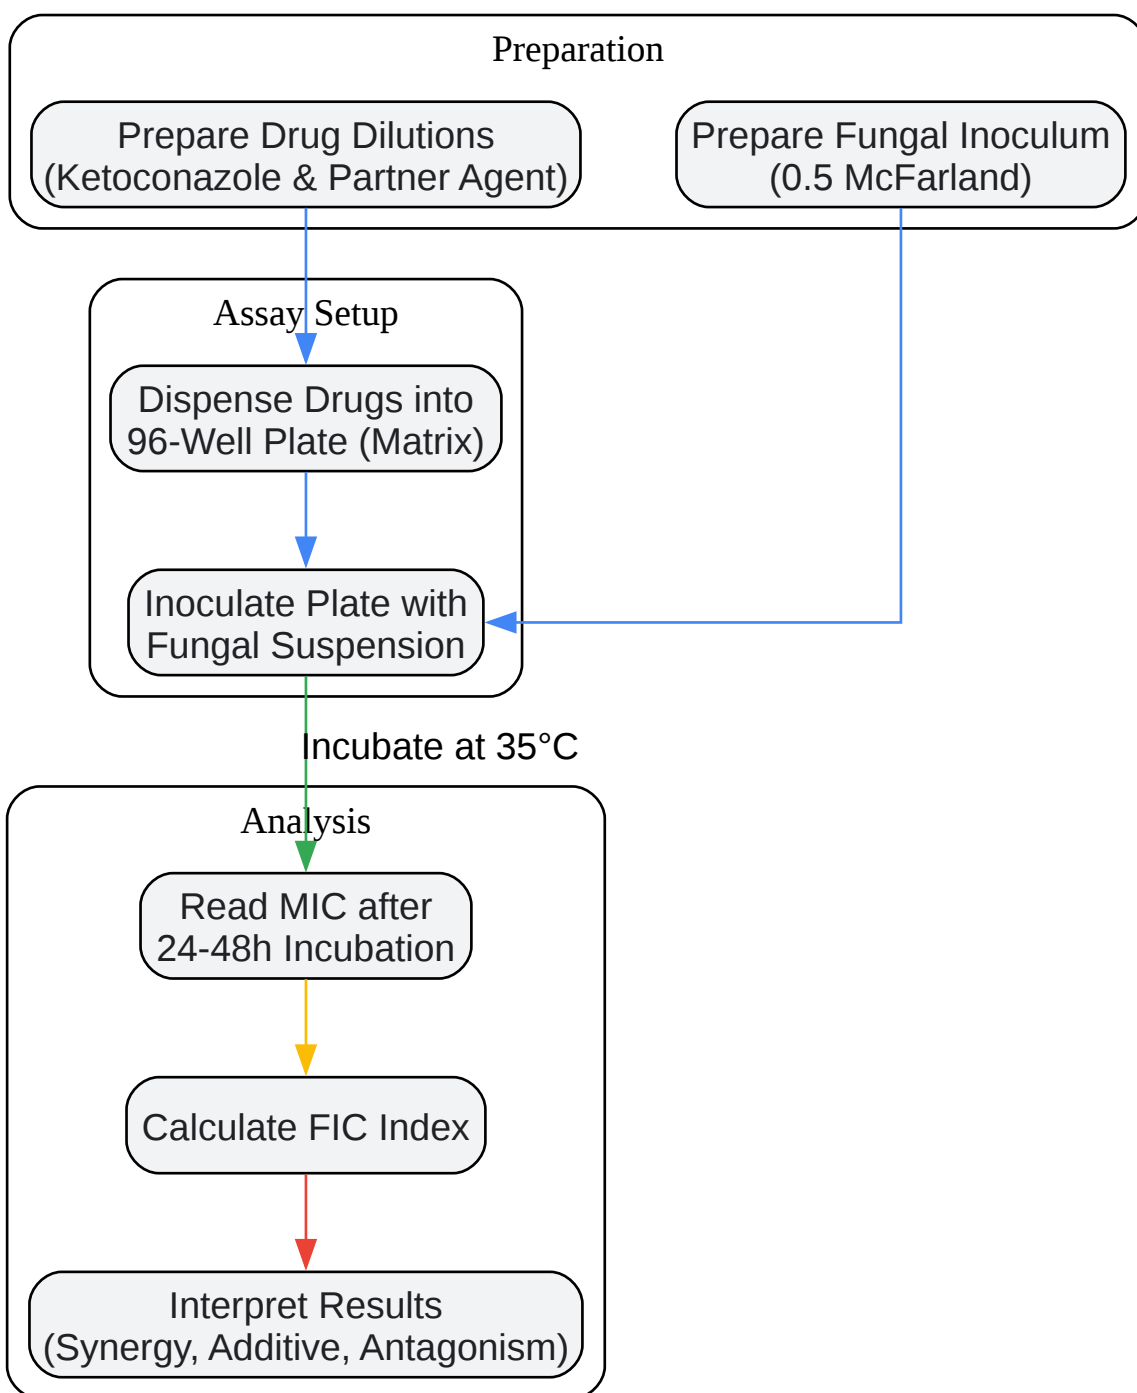 Preparation
Prepare Drug Dilutions
(Ketoconazole & Partner Agent)
Prepare Fungal Inoculum
(0.5 McFarland)
Assay Setup
Dispense Drugs into
96-Well Plate (Matrix)
Inoculate Plate with
Fungal Suspension
Incubate at 35°C
Analysis
Read MIC after
24-48h Incubation
Calculate FIC Index
Interpret Results
(Synergy, Additive, Antagonism)